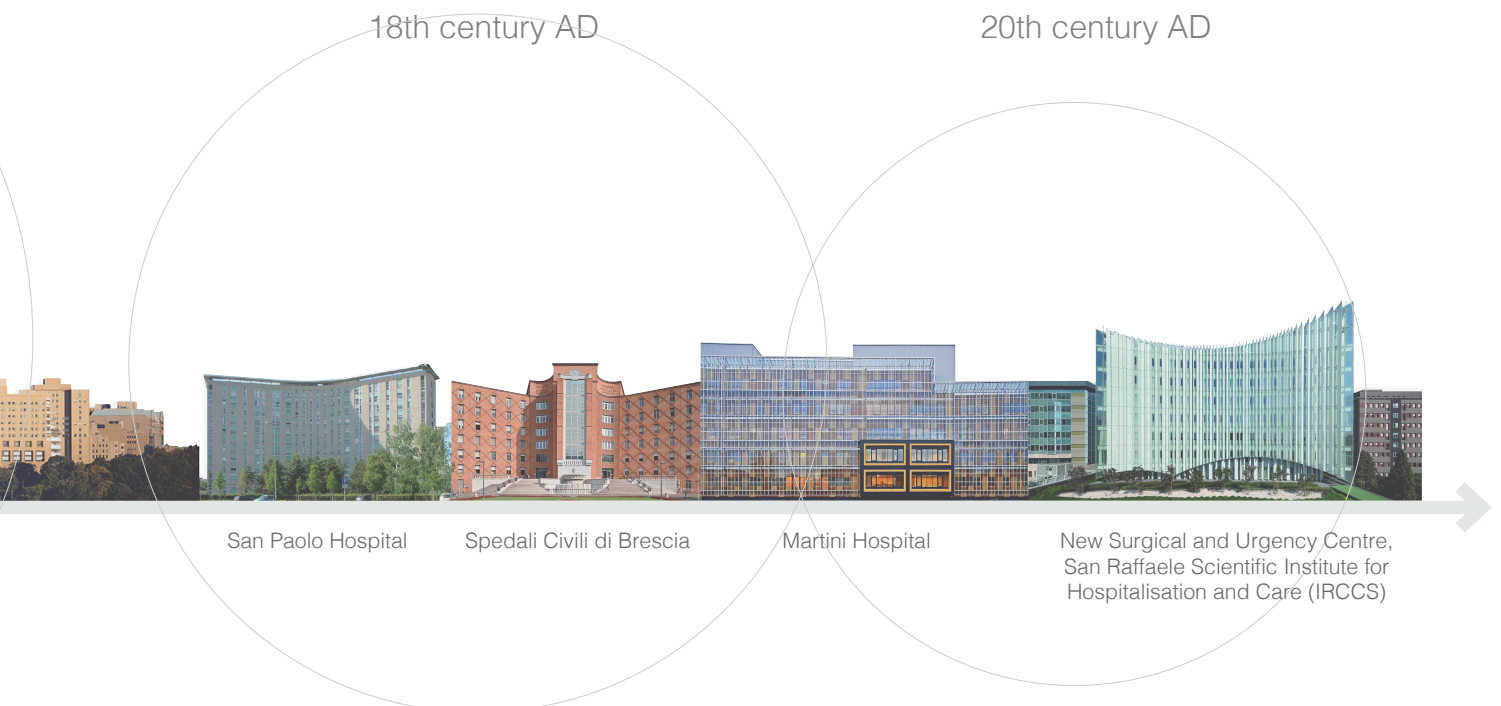 18th century AD
20th century AD
San Paolo Hospital
Spedali Civili di Brescia
Martini Hospital
New Surgical and Urgency Centre,
San Raffaele Scientific Institute for
Hospitalisation and Care (IRCCS)